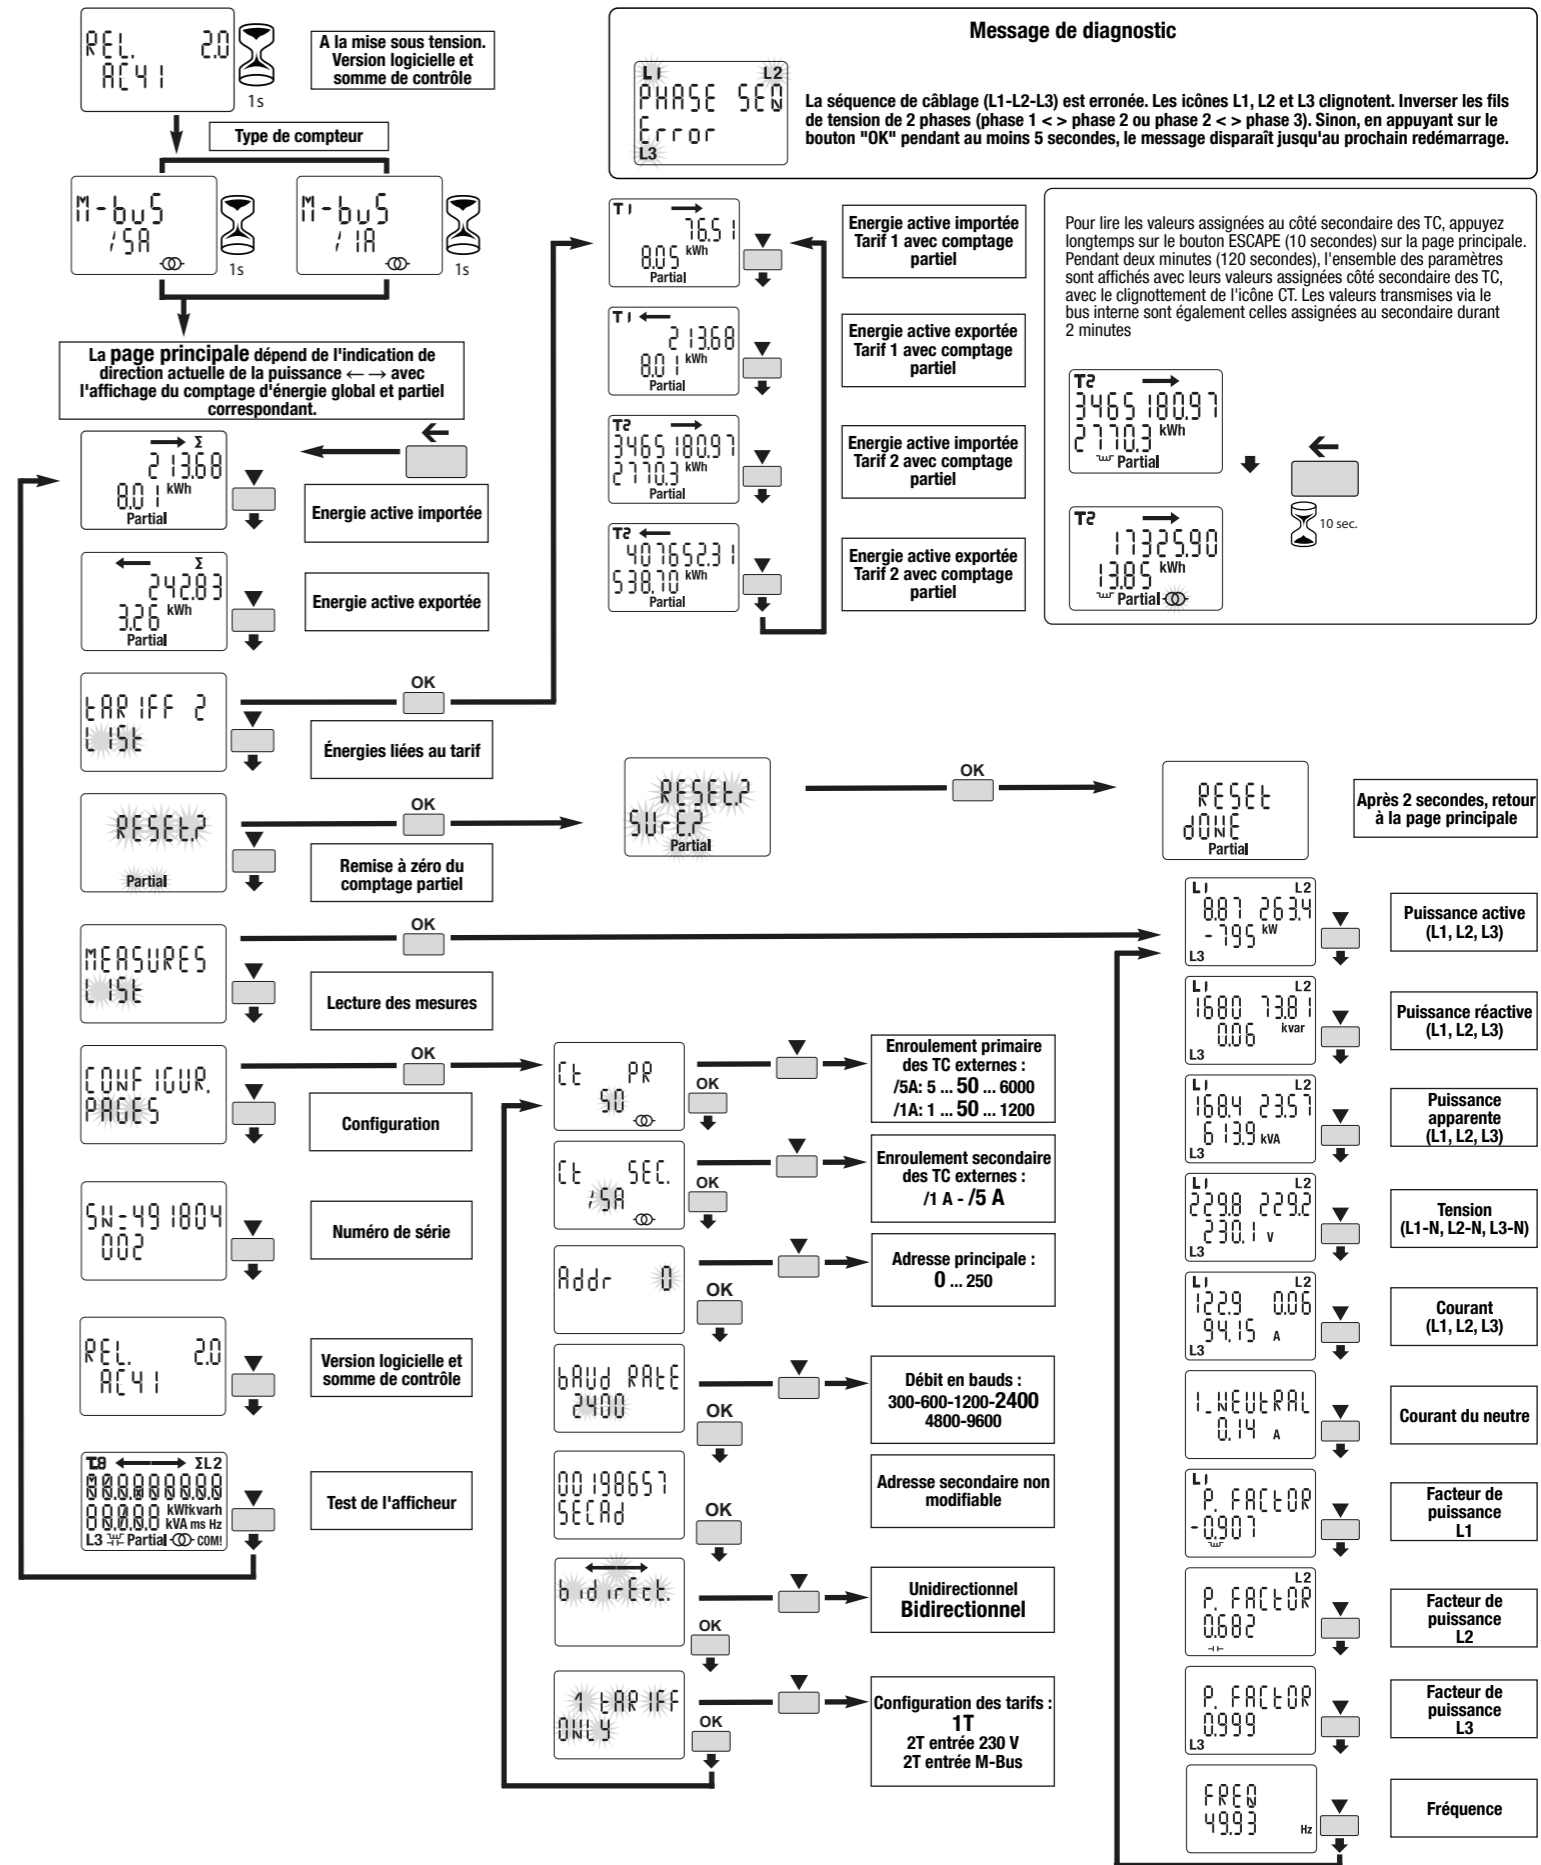 REL. 2.0
AC41
1s
A la mise sous tension.
Version logicielle et
somme de contrôle
Type de compteur
M-buS
/5A
1s
M-buS
/1A
1s
La page principale dépend de l'indication de
direction actuelle de la puissance ←→ avec
l'affichage du comptage d'énergie global et partiel
correspondant.
→ Σ
213.68
8.01 kWh
Partial
Energie active importée
← Σ
242.83
3.26 kWh
Partial
Energie active exportée
tARIFF 2
LISt
OK
Énergies liées au tarif
RESEt.?
Partial
OK
Remise à zéro du
comptage partiel
RESEt.?
SUrE.?
Partial
OK
RESEt
dONE
Partial
Après 2 secondes, retour
à la page principale
MEASURES
LISt
OK
Lecture des mesures
CONFIGUR.
PAGES
OK
Configuration
SN=491804
002
Numéro de série
REL. 2.0
AC41
Version logicielle et
somme de contrôle
T8 ←→ ΣL2
kWhkvarh
kVA ms Hz
L3 Partial COM!
Test de l'afficheur
Message de diagnostic
L1 L2
PHASE SEQ
Error
L3
La séquence de câblage (L1-L2-L3) est erronée. Les icônes L1, L2 et L3 clignotent. Inverser les fils
de tension de 2 phases (phase 1 < > phase 2 ou phase 2 < > phase 3). Sinon, en appuyant sur le
bouton "OK" pendant au moins 5 secondes, le message disparaît jusqu'au prochain redémarrage.
T1 →
76.51
8.05 kWh
Partial
Energie active importée
Tarif 1 avec comptage
partiel
T1 ←
213.68
8.01 kWh
Partial
Energie active exportée
Tarif 1 avec comptage
partiel
T2 →
3465180.97
2770.3 kWh
Partial
Energie active importée
Tarif 2 avec comptage
partiel
T2 ←
407652.31
538.70 kWh
Partial
Energie active exportée
Tarif 2 avec comptage
partiel
Pour lire les valeurs assignées au côté secondaire des TC, appuyez
longtemps sur le bouton ESCAPE (10 secondes) sur la page principale.
Pendant deux minutes (120 secondes), l'ensemble des paramètres
sont affichés avec leurs valeurs assignées côté secondaire des TC,
avec le clignottement de l'icône CT. Les valeurs transmises via le
bus interne sont également celles assignées au secondaire durant
2 minutes
T2 →
3465180.97
2770.3 kWh
Partial
10 sec.
T2 →
17325.90
13.85 kWh
Partial
Ct PR
50
OK
Enroulement primaire
des TC externes :
/5A: 5 ... 50 ... 6000
/1A: 1 ... 50 ... 1200
Ct SEC.
/5A
OK
Enroulement secondaire
des TC externes :
/1 A - /5 A
Addr 0
OK
Adresse principale :
0 ... 250
bAUd RAtE
2400
OK
Débit en bauds :
300-600-1200-2400
4800-9600
00198657
SECAd
OK
Adresse secondaire non
modifiable
bidirEct.
OK
Unidirectionnel
Bidirectionnel
1 tARIFF
ONLY
OK
Configuration des tarifs :
1T
2T entrée 230 V
2T entrée M-Bus
L1 L2
8.87 263.4
-795 kW
L3
Puissance active
(L1, L2, L3)
L1 L2
1680 73.81
0.06 kvar
L3
Puissance réactive
(L1, L2, L3)
L1 L2
168.4 23.57
613.9 kVA
L3
Puissance
apparente
(L1, L2, L3)
L1 L2
229.8 229.2
230.1 V
L3
Tension
(L1-N, L2-N, L3-N)
L1 L2
122.9 0.06
94.15 A
L3
Courant
(L1, L2, L3)
I_NEUtRAL
0.14 A
Courant du neutre
L1
P. FACtOR
-0.907
Facteur de
puissance
L1
L2
P. FACtOR
0.682
Facteur de
puissance
L2
P. FACtOR
0.999
L3
Facteur de
puissance
L3
FREQ
49.93 Hz
Fréquence